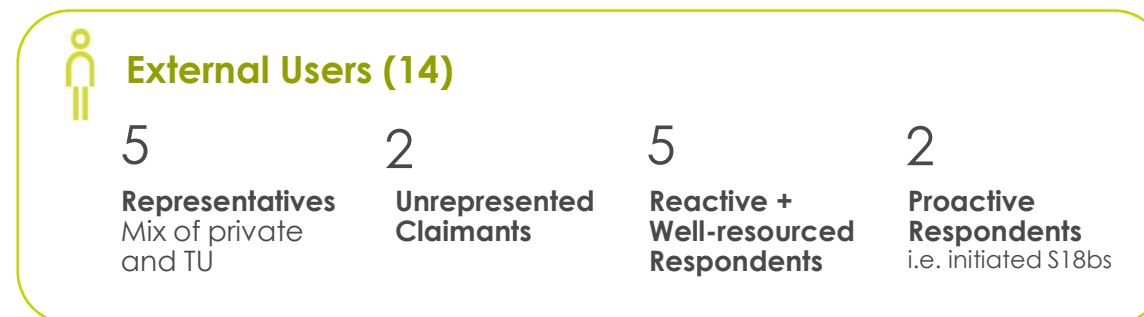 External Users (14)
5
Representatives
Mix of private
and TU
2
Unrepresented
Claimants
5
Reactive +
Well-resourced
Respondents
2
Proactive
Respondents
i.e. initiated S18bs